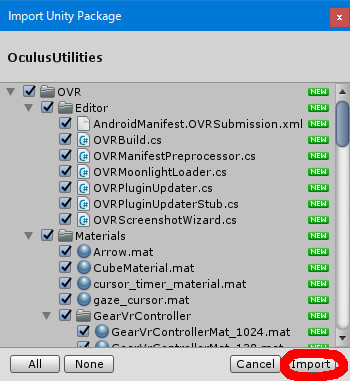 Import Unity Package
OculusUtilities
OVR NEW
Editor NEW
AndroidManifest.OVRSubmission.xml NEW
OVRBuild.cs NEW
OVRManifestPreprocessor.cs NEW
OVRMoonlightLoader.cs NEW
OVRPluginUpdater.cs NEW
OVRPluginUpdaterStub.cs NEW
OVRScreenshotWizard.cs NEW
Materials NEW
Arrow.mat NEW
CubeMaterial.mat NEW
cursor_timer_material.mat NEW
gaze_cursor.mat NEW
GearVrController NEW
GearVrControllerMat_1024.mat NEW
All None Cancel Import